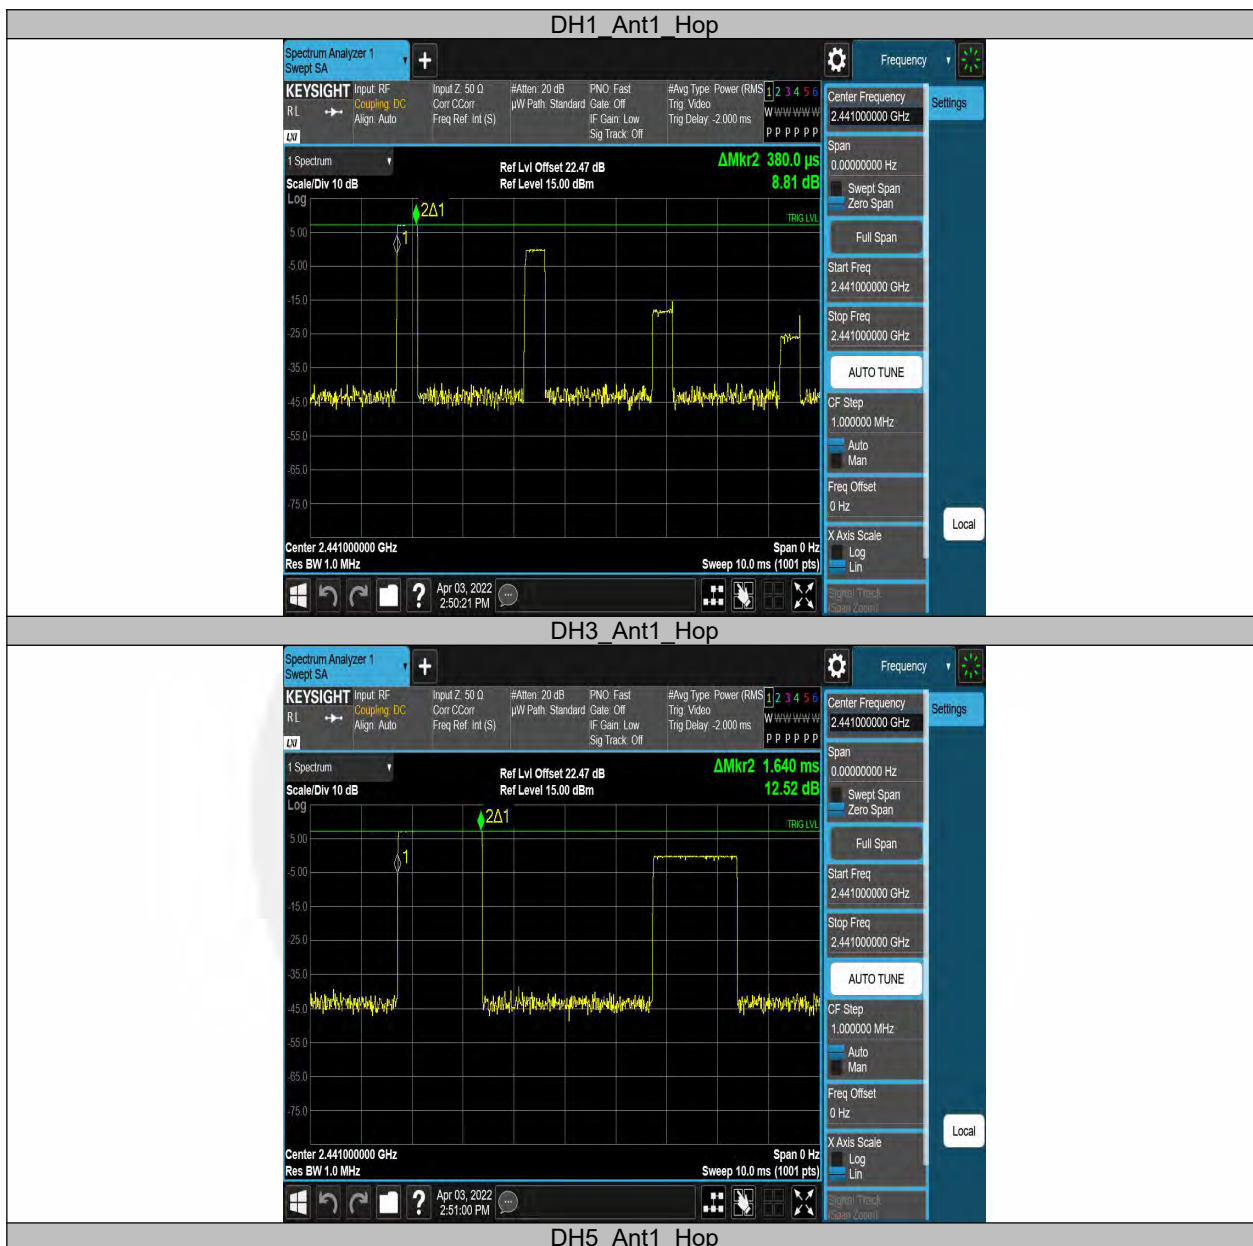 DH1_Ant1_Hop
Spectrum Analyzer 1
Swept SA
+
Frequency
KEYSIGHT
RL
LXI
Input: RF
Coupling: DC
Align: Auto
Input Z: 50 Ω
Corr CCorr
Freq Ref: Int (S)
#Atten: 20 dB
µW Path: Standard
PNO: Fast
Gate: Off
IF Gain: Low
Sig Track: Off
#Avg Type: Power (RMS
Trig: Video
Trig Delay: -2.000 ms
1 2 3 4 5 6
W W W W W W
P P P P P P
Center Frequency
2.441000000 GHz
Settings
1 Spectrum
Scale/Div 10 dB
Ref Lvl Offset 22.47 dB
Ref Level 15.00 dBm
ΔMkr2 380.0 µs
8.81 dB
Span
0.00000000 Hz
Swept Span
Zero Span
Full Span
Start Freq
2.441000000 GHz
Stop Freq
2.441000000 GHz
AUTO TUNE
CF Step
1.000000 MHz
Auto
Man
Freq Offset
0 Hz
X Axis Scale
Log
Lin
Signal Track
(Span Zoom)
Local
Log
2Δ1
1
TRIG LVL
5.00
-5.00
-15.0
-25.0
-35.0
-45.0
-55.0
-65.0
-75.0
Center 2.441000000 GHz
Res BW 1.0 MHz
Span 0 Hz
Sweep 10.0 ms (1001 pts)
?
Apr 03, 2022
2:50:21 PM
DH3_Ant1_Hop
Spectrum Analyzer 1
Swept SA
+
Frequency
KEYSIGHT
RL
LXI
Input: RF
Coupling: DC
Align: Auto
Input Z: 50 Ω
Corr CCorr
Freq Ref: Int (S)
#Atten: 20 dB
µW Path: Standard
PNO: Fast
Gate: Off
IF Gain: Low
Sig Track: Off
#Avg Type: Power (RMS
Trig: Video
Trig Delay: -2.000 ms
1 2 3 4 5 6
W W W W W W
P P P P P P
Center Frequency
2.441000000 GHz
Settings
1 Spectrum
Scale/Div 10 dB
Ref Lvl Offset 22.47 dB
Ref Level 15.00 dBm
ΔMkr2 1.640 ms
12.52 dB
Span
0.00000000 Hz
Swept Span
Zero Span
Full Span
Start Freq
2.441000000 GHz
Stop Freq
2.441000000 GHz
AUTO TUNE
CF Step
1.000000 MHz
Auto
Man
Freq Offset
0 Hz
X Axis Scale
Log
Lin
Signal Track
(Span Zoom)
Local
Log
2Δ1
1
TRIG LVL
5.00
-5.00
-15.0
-25.0
-35.0
-45.0
-55.0
-65.0
-75.0
Center 2.441000000 GHz
Res BW 1.0 MHz
Span 0 Hz
Sweep 10.0 ms (1001 pts)
?
Apr 03, 2022
2:51:00 PM
DH5_Ant1_Hop